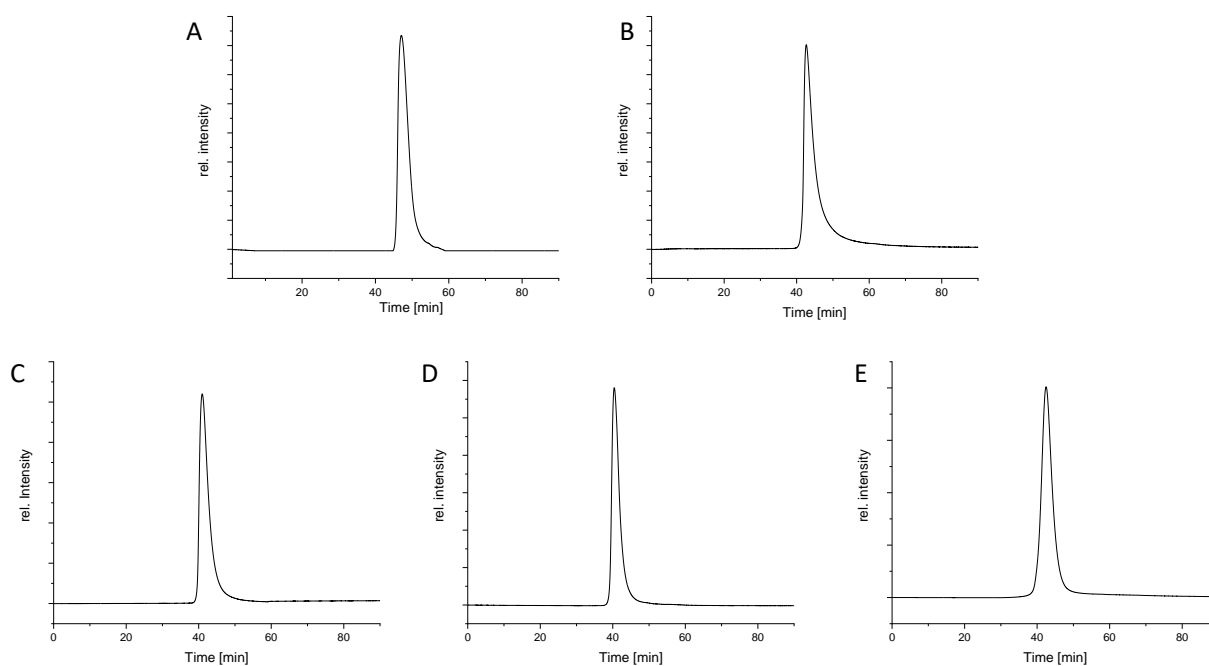 A
rel. intensity
20 40 60 80
Time [min]
B
rel. intensity
0 20 40 60 80
Time [min]
C
rel. Intensity
0 20 40 60 80
Time [min]
D
rel. intensity
0 20 40 60 80
Time [min]
E
rel. intensity
0 20 40 60 80
Time [min]